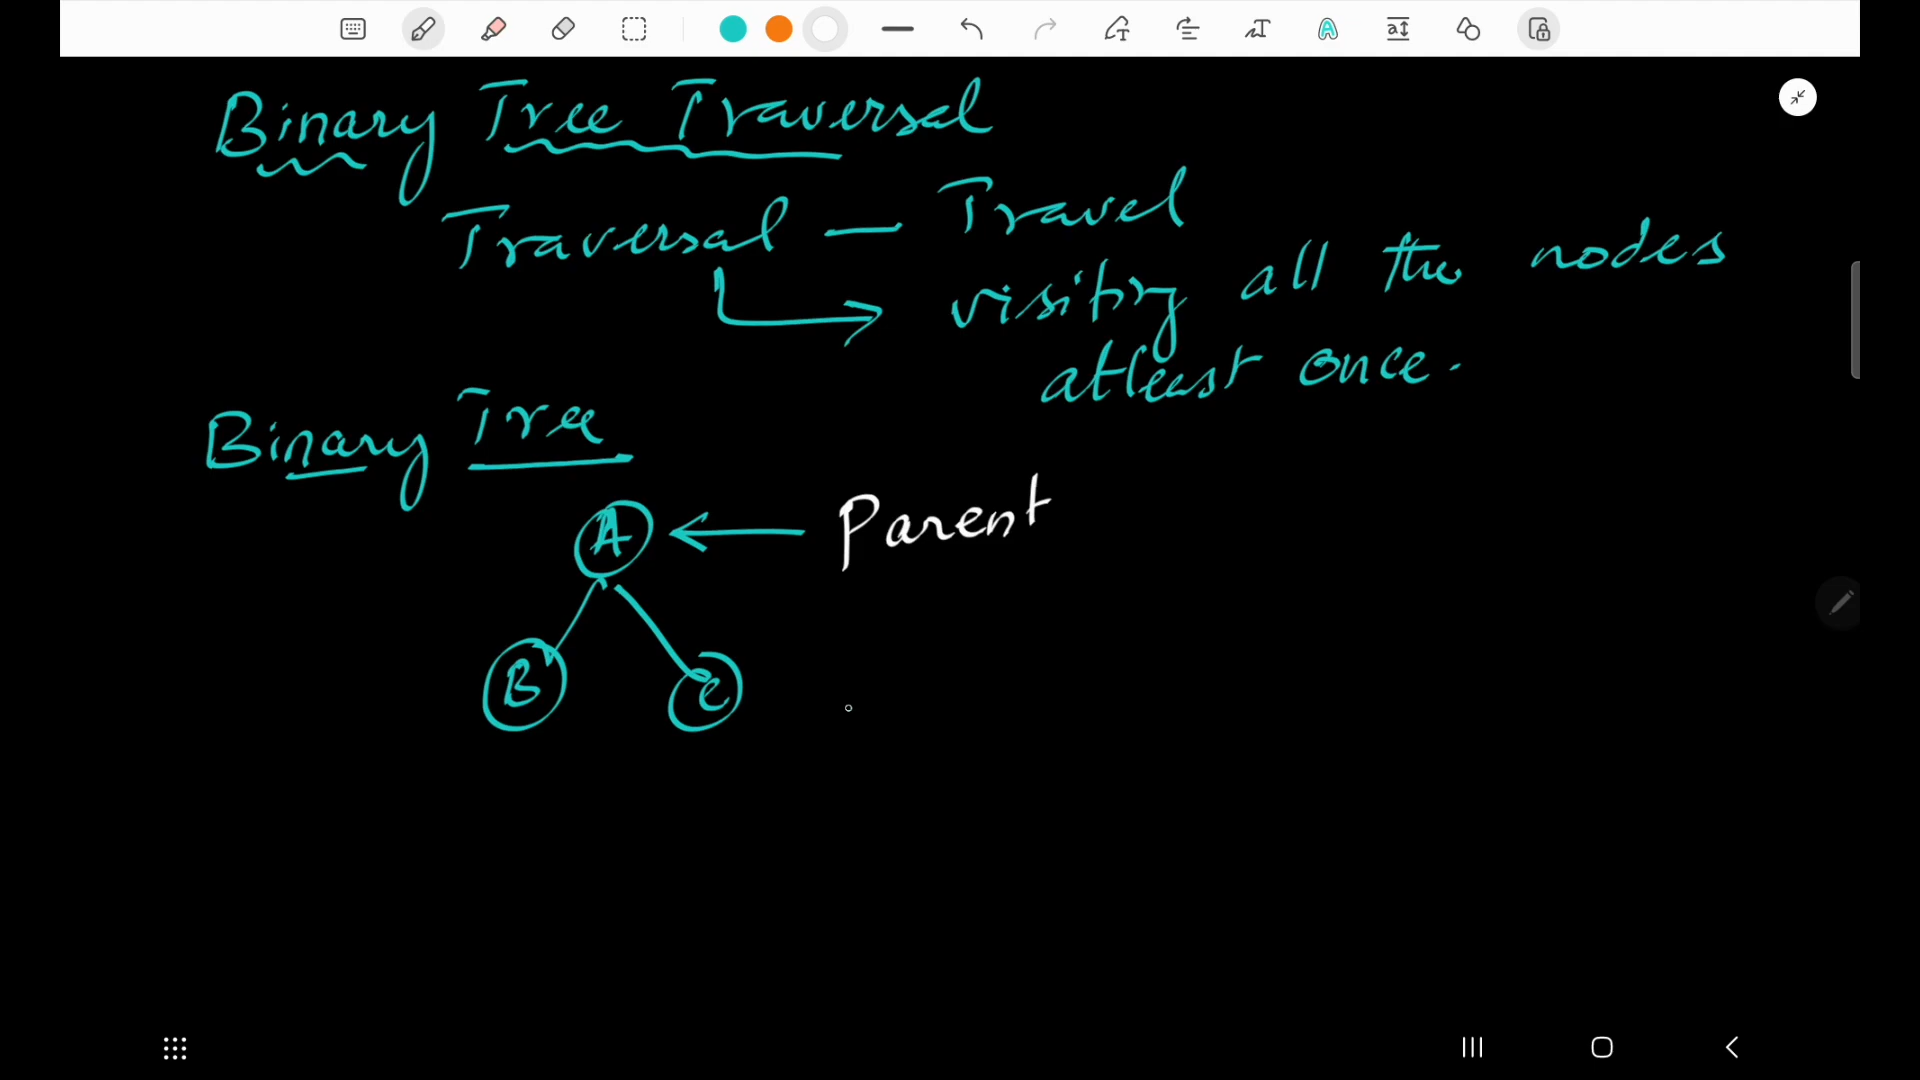 Binary Tree Traversal
Traversal — Travel
visiting all the nodes
atleast once.
Binary Tree
A ← Parent
B C